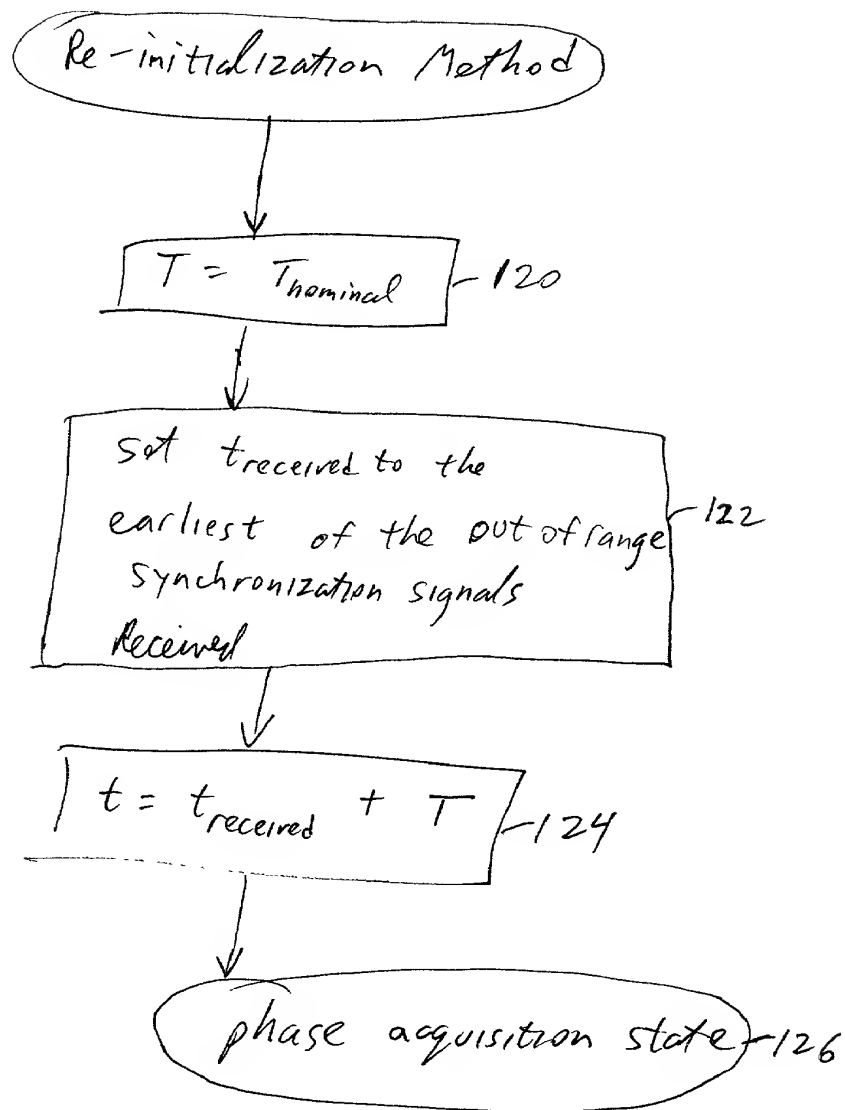 Re-initialization Method
T = Tnominal -120
Set treceived to the
earliest of the out of range -122
synchronization signals
Received
t = treceived + T -124
phase acquisition state -126